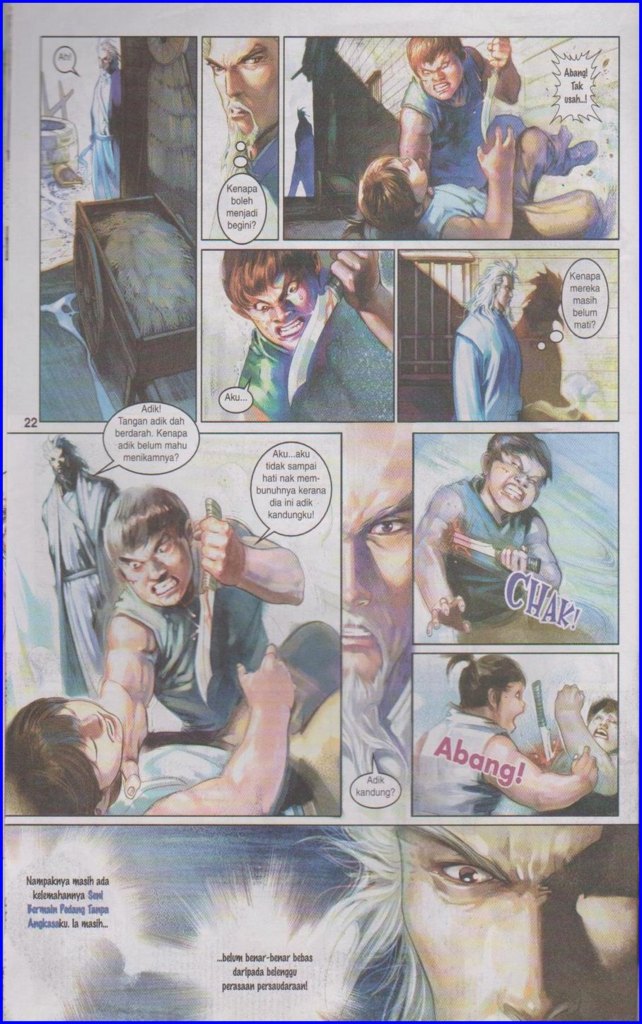 Ah!
Kenapa
boleh
menjadi
begini?
Abang!
Tak
usah...!
Aku...
Kenapa
mereka
masih
belum
mati?
22
Adik!
Tangan adik dah
berdarah. Kenapa
adik belum mahu
menikamnya?
Aku...aku
tidak sampai
hati nak mem-
bunuhnya kerana
dia ini adik
kandungku!
Adik
kandung?
CHAK!
Abang!
Nampaknya masih ada
kelemahannya Seni
Bermain Pedang Tanpa
Angkasaku. Ia masih...
...belum benar-benar bebas
daripada belenggu
perasaan persaudaraan!